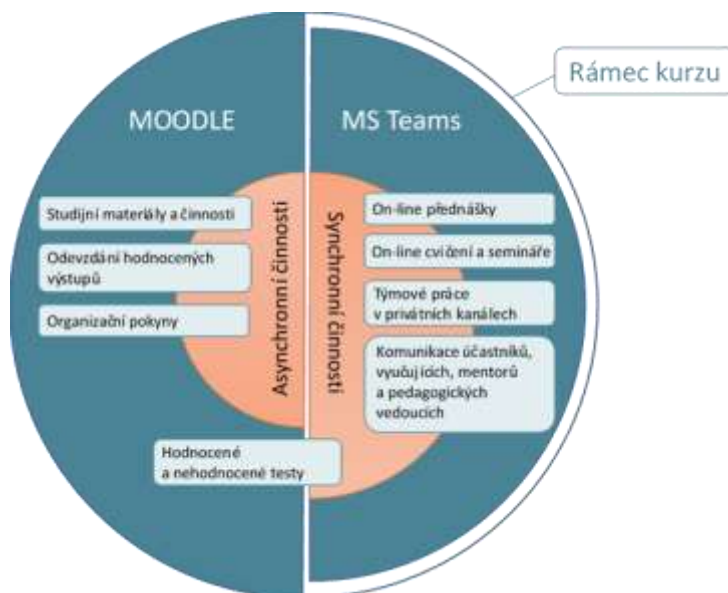 Rámec kurzu
MOODLE
MS Teams
Asynchronní činnosti
Synchronní činnosti
Studijní materiály a činnosti
Odevzdání hodnocených
výstupů
Organizační pokyny
On-line přednášky
On-line cvičení a semináře
Týmové práce
v privátních kanálech
Komunikace účastníků,
vyučujících, mentorů
a pedagogických
vedoucích
Hodnocené
a nehodnocené testy